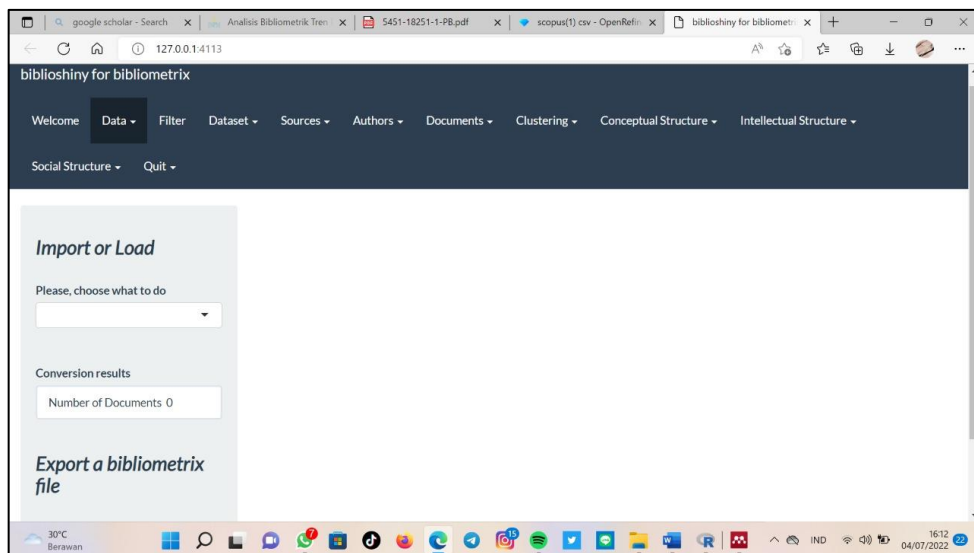 google scholar - Search
Analisis Bibliometrik Tren
5451-18251-1-PB.pdf
scopus(1) csv - OpenRefin
biblioshiny for bibliometri
127.0.0.1:4113
biblioshiny for bibliometrix
Welcome Data Filter Dataset Sources Authors Documents Clustering Conceptual Structure Intellectual Structure
Social Structure Quit
Import or Load
Please, choose what to do
Conversion results
Number of Documents 0
Export a bibliometrix
file
30°C
Berawan
7
15
IND
16:12
04/07/2022
22